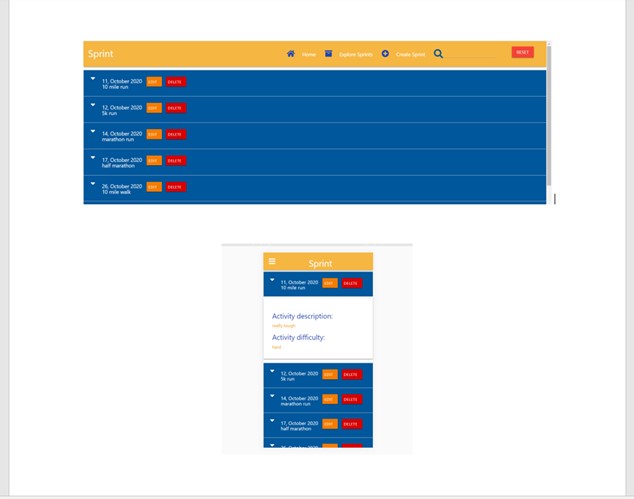 Sprint
Home Explore Sprints Create Sprint RESET
11, October 2020 EDIT DELETE
10 mile run
12, October 2020 EDIT DELETE
5k run
14, October 2020 EDIT DELETE
marathon run
17, October 2020 EDIT DELETE
half marathon
26, October 2020 EDIT DELETE
10 mile walk
Sprint
11, October 2020 EDIT DELETE
10 mile run
Activity description:
really tough
Activity difficulty:
hard
12, October 2020 EDIT DELETE
5k run
14, October 2020 EDIT DELETE
marathon run
17, October 2020 EDIT DELETE
half marathon
26, October 2020 EDIT DELETE